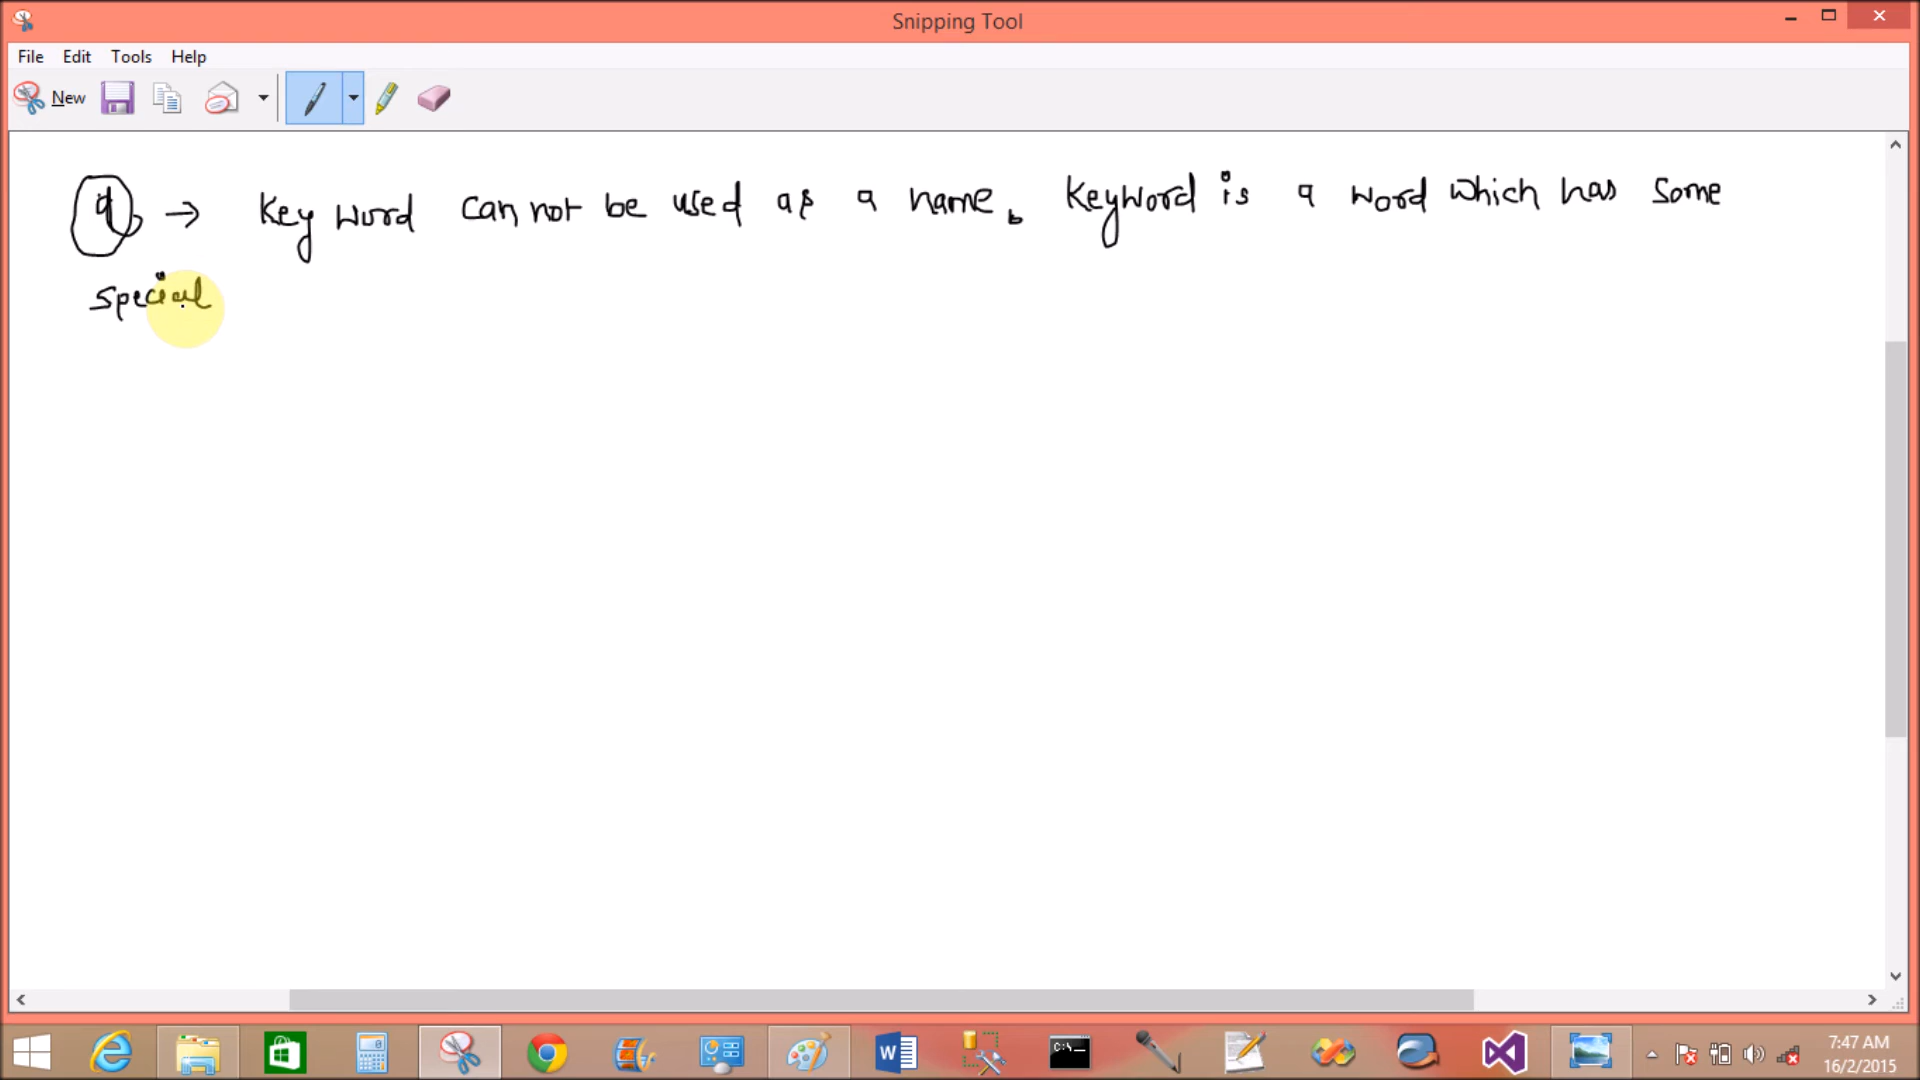 Snipping Tool
File Edit Tools Help
New
4 → Key word can not be used as a name. Keyword is a word which has some
special
7:47 AM
16/2/2015